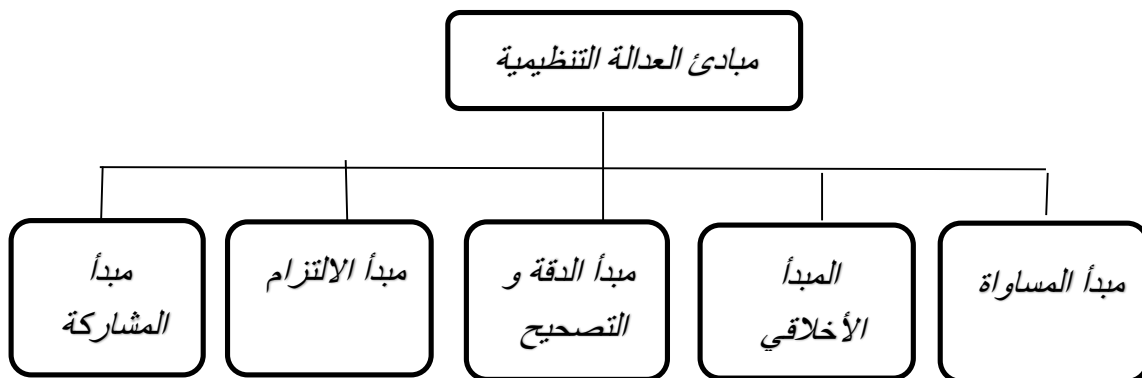 مبادئ العدالة التنظيمية
مبدأ المساواة
المبدأ
الأخلاقي
مبدأ الدقة و
التصحيح
مبدأ الالتزام
مبدأ
المشاركة